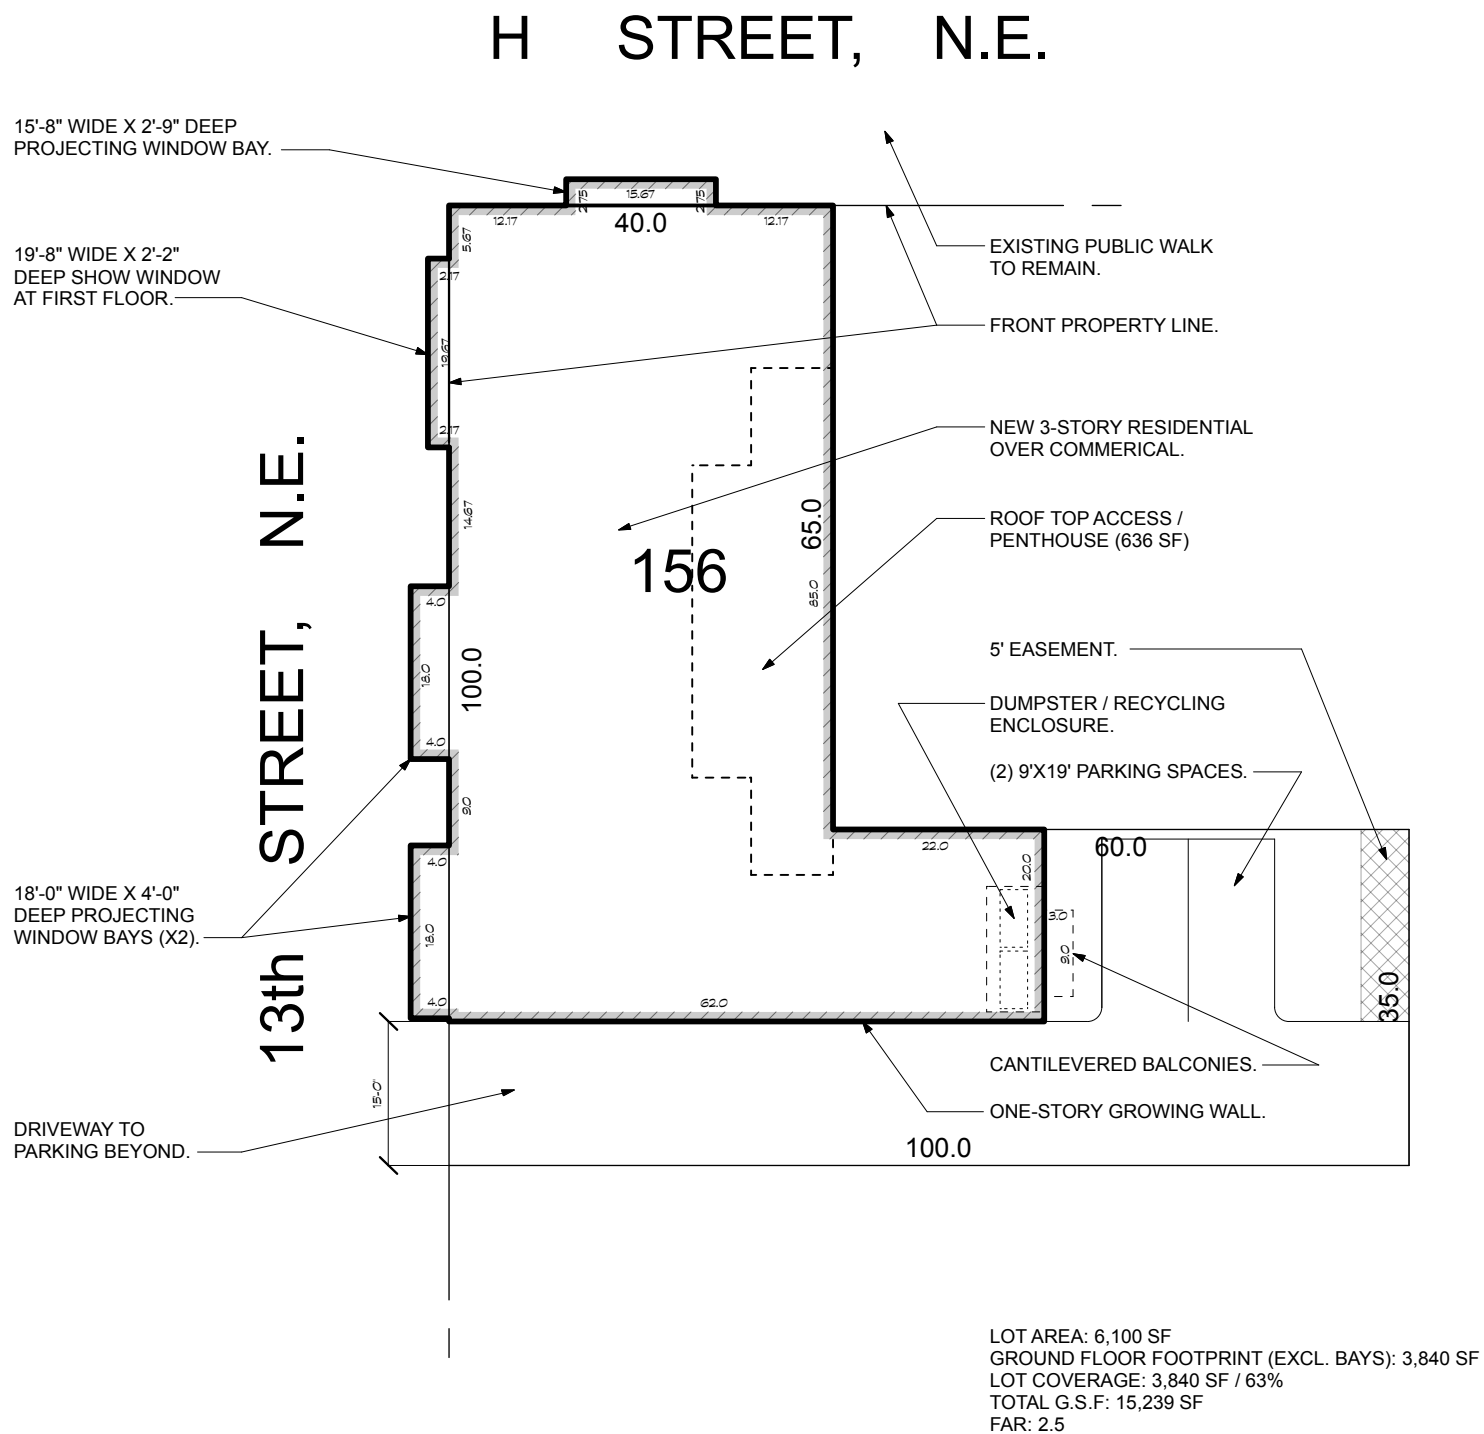 H STREET, N.E.
15'-8" WIDE X 2'-9" DEEP
PROJECTING WINDOW BAY.
19'-8" WIDE X 2'-2"
DEEP SHOW WINDOW
AT FIRST FLOOR.
15.67
2.75
2.75
12.17
40.0
12.17
5.67
2.17
19.67
2.17
14.67
EXISTING PUBLIC WALK
TO REMAIN.
FRONT PROPERTY LINE.
NEW 3-STORY RESIDENTIAL
OVER COMMERICAL.
ROOF TOP ACCESS /
PENTHOUSE (636 SF)
65.0
156
85.0
13th STREET, N.E.
4.0
18.0
100.0
4.0
9.0
5' EASEMENT.
DUMPSTER / RECYCLING
ENCLOSURE.
(2) 9'X19' PARKING SPACES.
18'-0" WIDE X 4'-0"
DEEP PROJECTING
WINDOW BAYS (X2).
4.0
18.0
4.0
22.0
20.0
60.0
3.0
9.0
35.0
62.0
15'-0"
CANTILEVERED BALCONIES.
ONE-STORY GROWING WALL.
DRIVEWAY TO
PARKING BEYOND.
100.0
LOT AREA: 6,100 SF
GROUND FLOOR FOOTPRINT (EXCL. BAYS): 3,840 SF
LOT COVERAGE: 3,840 SF / 63%
TOTAL G.S.F: 15,239 SF
FAR: 2.5